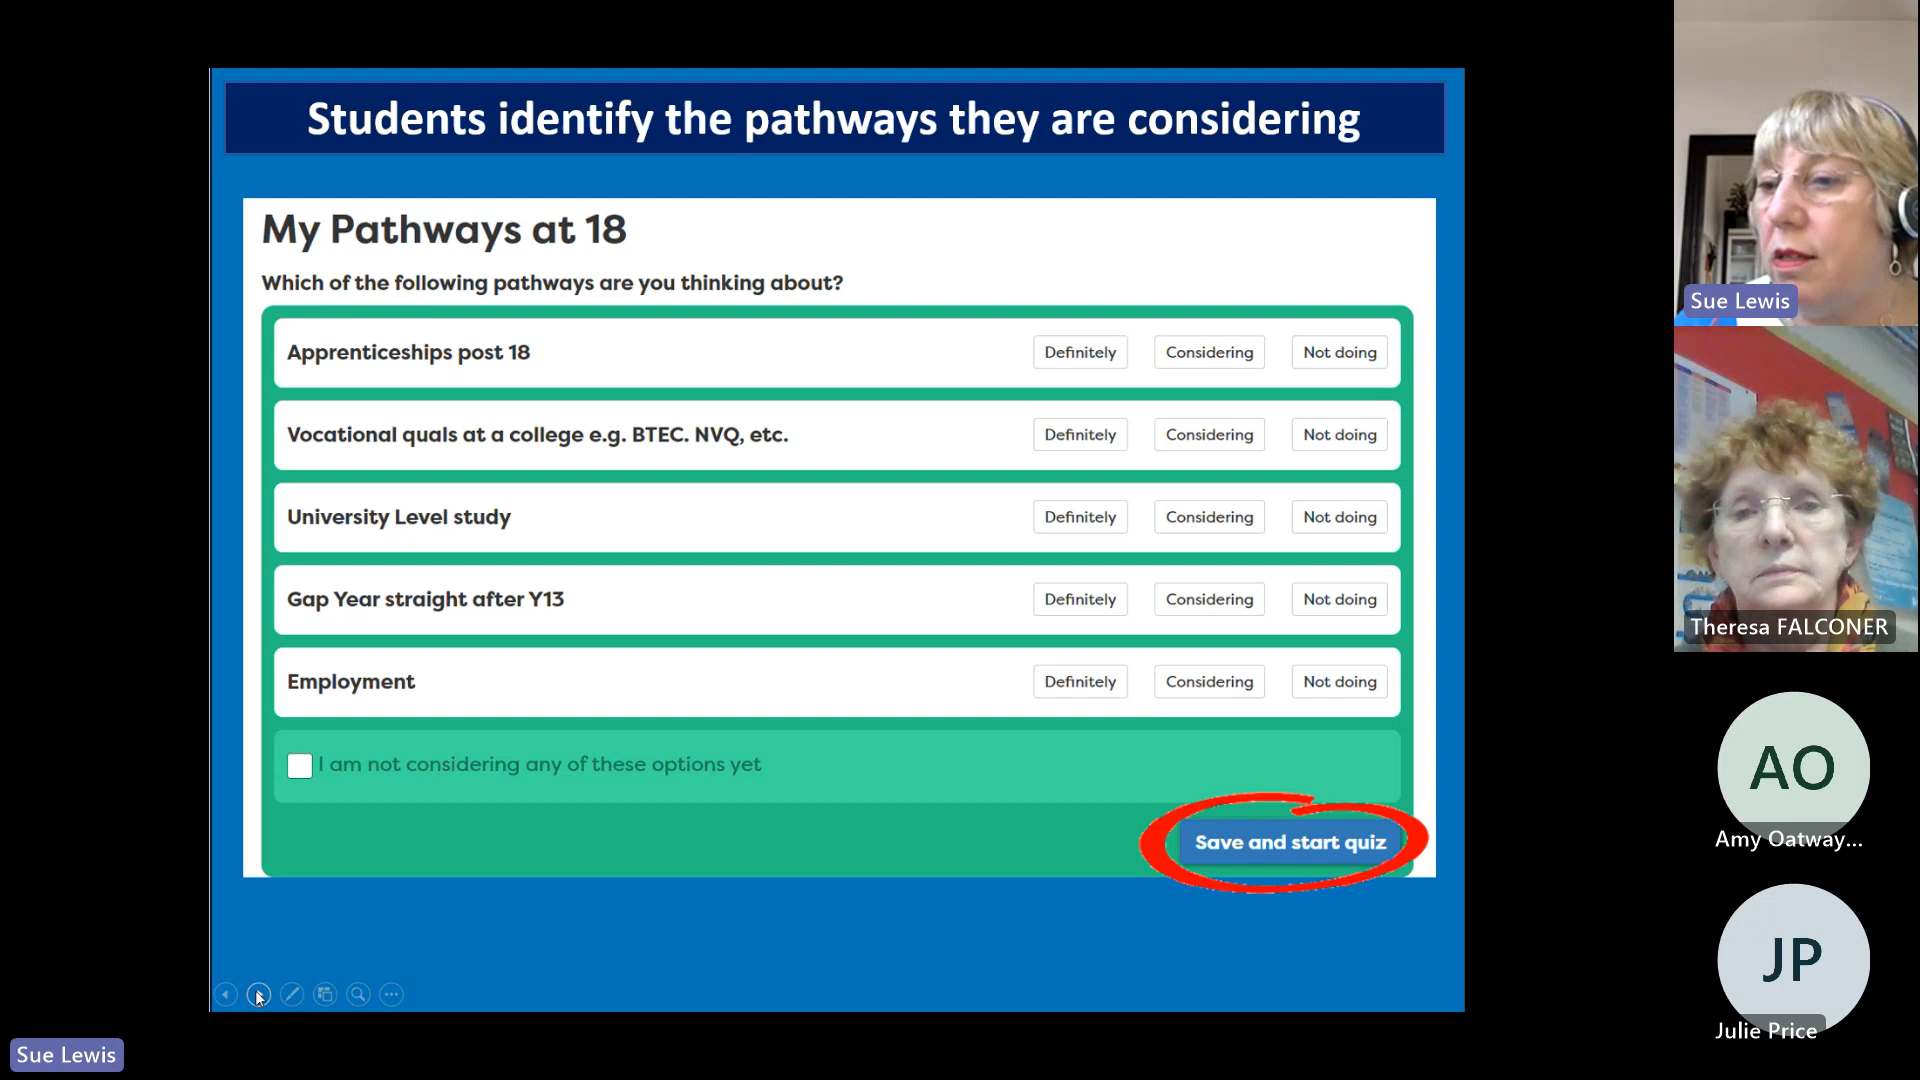 Students identify the pathways they are considering
My Pathways at 18
Which of the following pathways are you thinking about?
Apprenticeships post 18 Definitely Considering Not doing
Vocational quals at a college e.g. BTEC. NVQ, etc. Definitely Considering Not doing
University Level study Definitely Considering Not doing
Gap Year straight after Y13 Definitely Considering Not doing
Employment Definitely Considering Not doing
I am not considering any of these options yet
Save and start quiz
Sue Lewis
Theresa FALCONER
AO
Amy Oatway...
JP
Julie Price
Sue Lewis